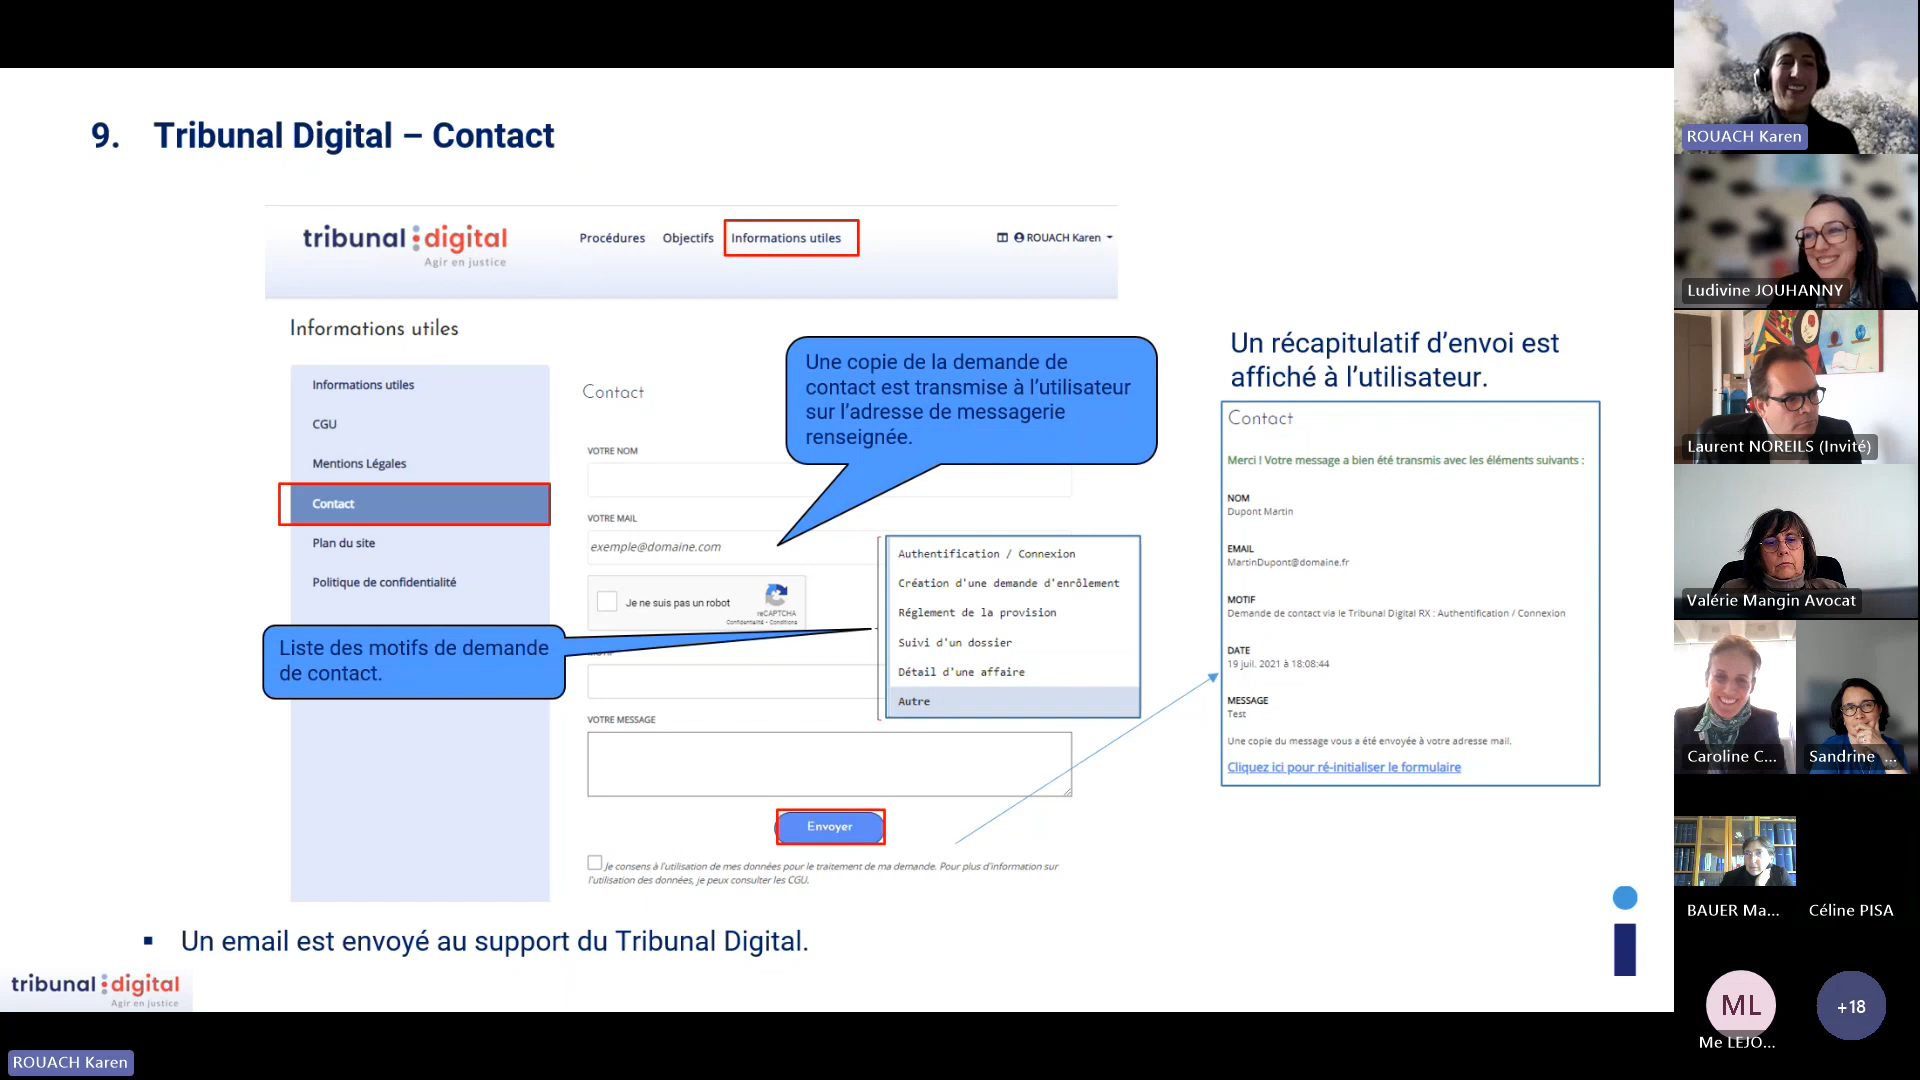 9. Tribunal Digital – Contact
tribunal digital
Agir en justice
Procédures
Objectifs
Informations utiles
ROUACH Karen
Informations utiles
Informations utiles
CGU
Mentions Légales
Contact
Plan du site
Politique de confidentialité
Contact
VOTRE NOM
VOTRE MAIL
exemple@domaine.com
Je ne suis pas un robot
reCAPTCHA
Confidentialité - Conditions
VOTRE MESSAGE
Envoyer
Je consens à l'utilisation de mes données pour le traitement de ma demande. Pour plus d'information sur
l'utilisation des données, je peux consulter les CGU.
Une copie de la demande de
contact est transmise à l’utilisateur
sur l’adresse de messagerie
renseignée.
Liste des motifs de demande
de contact.
Authentification / Connexion
Création d'une demande d'enrôlement
Réglement de la provision
Suivi d'un dossier
Détail d'une affaire
Autre
Un récapitulatif d’envoi est
affiché à l’utilisateur.
Contact
Merci ! Votre message a bien été transmis avec les éléments suivants :
NOM
Dupont Martin
EMAIL
MartinDupont@domaine.fr
MOTIF
Demande de contact via le Tribunal Digital RX : Authentification / Connexion
DATE
19 juil. 2021 à 18:08:44
MESSAGE
Test
Une copie du message vous a été envoyée à votre adresse mail.
Cliquez ici pour ré-initialiser le formulaire
▪ Un email est envoyé au support du Tribunal Digital.
tribunal digital
Agir en justice
ROUACH Karen
ROUACH Karen
Ludivine JOUHANNY
Laurent NOREILS (Invité)
Valérie Mangin Avocat
Caroline C...
Sandrine ...
BAUER Ma...
Céline PISA
ML
Me LEJO...
+18